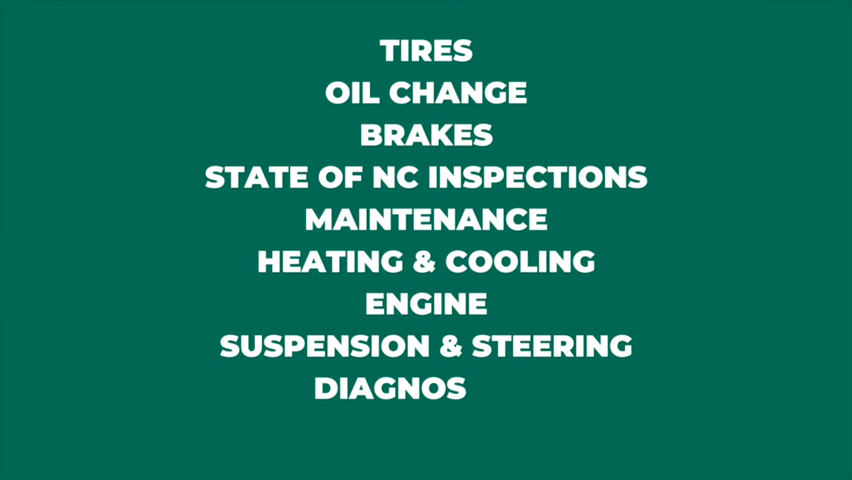 TIRES
OIL CHANGE
BRAKES
STATE OF NC INSPECTIONS
MAINTENANCE
HEATING & COOLING
ENGINE
SUSPENSION & STEERING
DIAGNOS